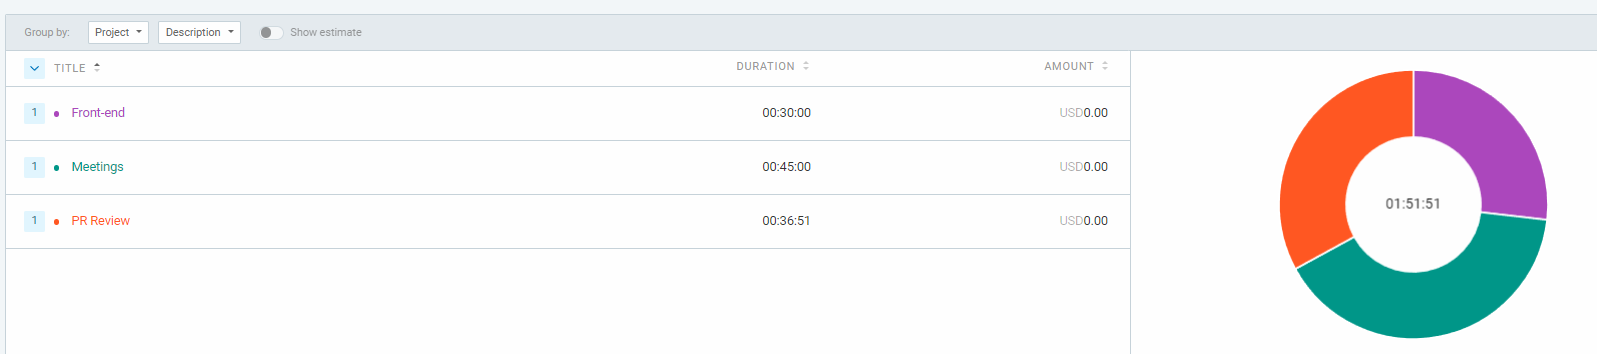 Group by: Project Description Show estimate
TITLE DURATION AMOUNT
1 Front-end 00:30:00 USD0.00
1 Meetings 00:45:00 USD0.00
1 PR Review 00:36:51 USD0.00
01:51:51